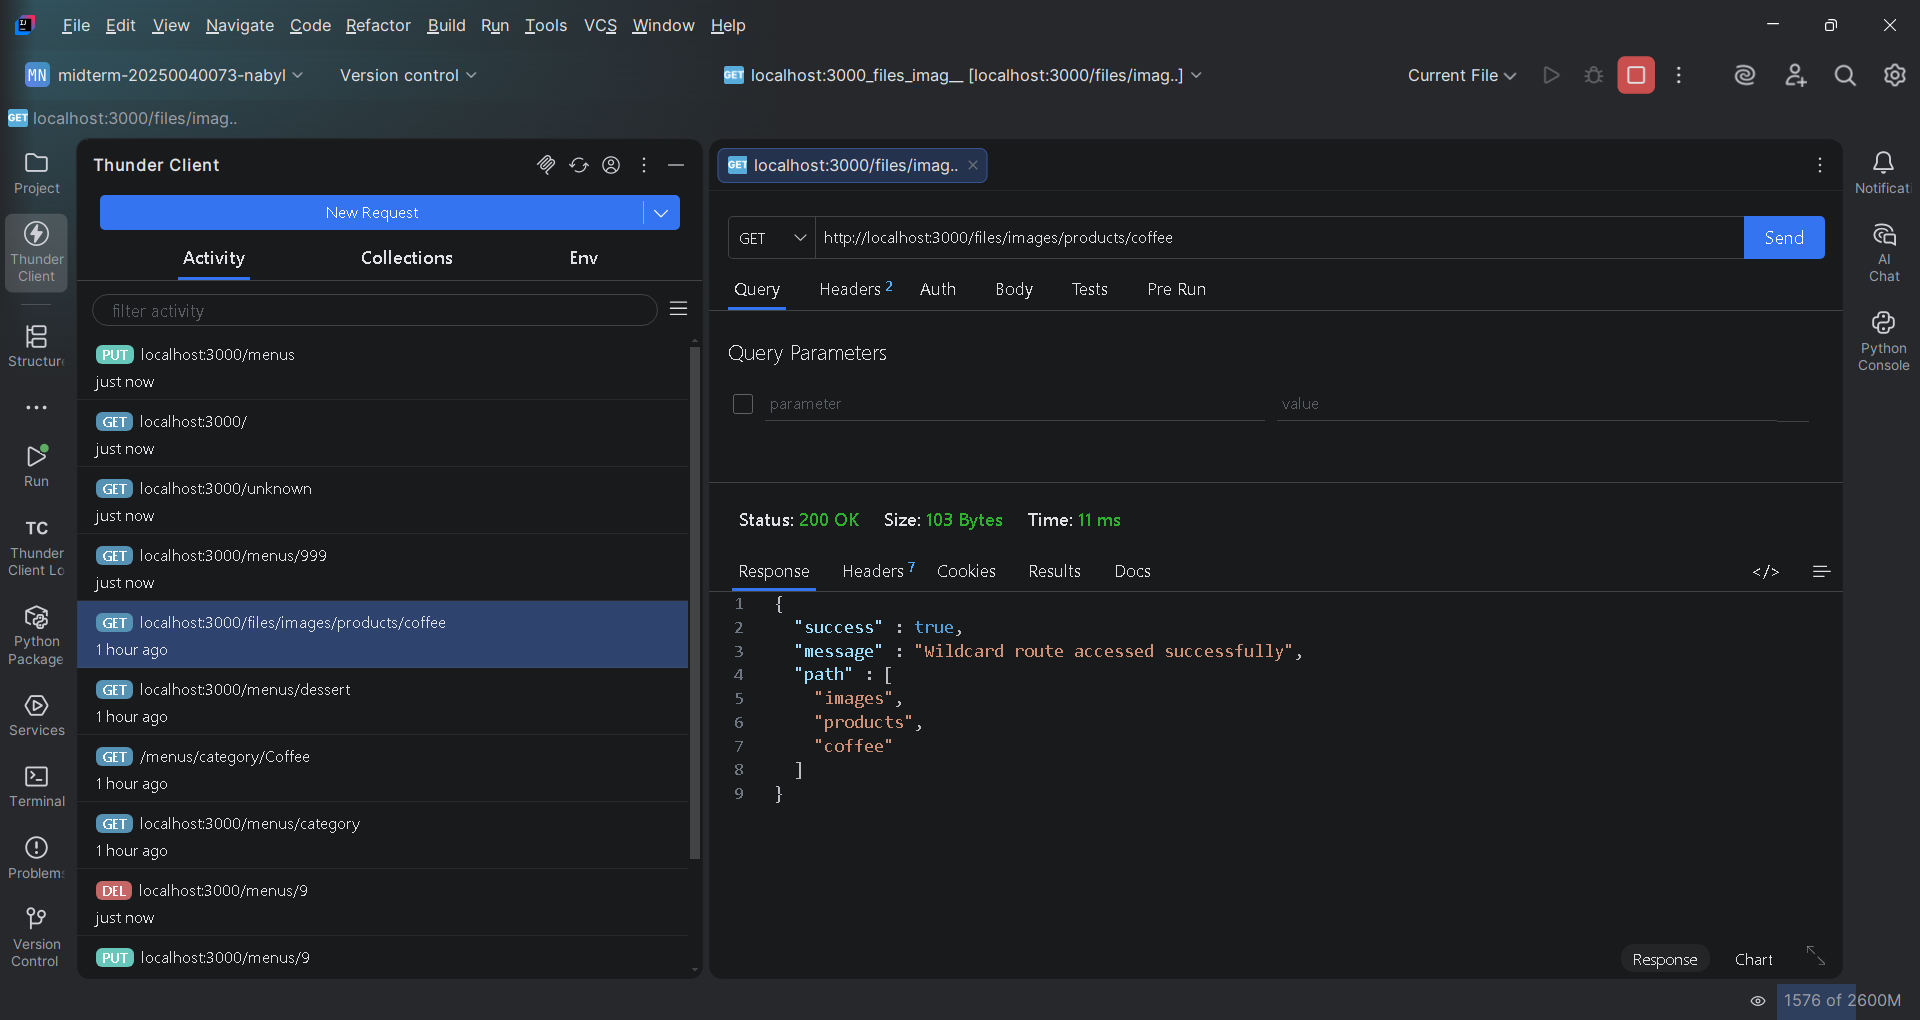 File Edit View Navigate Code Refactor Build Run Tools VCS Window Help
MN midterm-20250040073-nabyl Version control GET localhost:3000_files_imag__ [localhost:3000/files/imag..] Current File
GET localhost:3000/files/imag..
Project
Thunder Client
Structure
Run
TC
Thunder Client Lo
Python Package
Services
Terminal
Problems
Version Control
Thunder Client
New Request
Activity Collections Env
filter activity
PUT localhost:3000/menus
just now
GET localhost:3000/
just now
GET localhost:3000/unknown
just now
GET localhost:3000/menus/999
just now
GET localhost:3000/files/images/products/coffee
1 hour ago
GET localhost:3000/menus/dessert
1 hour ago
GET /menus/category/Coffee
1 hour ago
GET localhost:3000/menus/category
1 hour ago
DEL localhost:3000/menus/9
just now
PUT localhost:3000/menus/9
GET localhost:3000/files/imag..
GET http://localhost:3000/files/images/products/coffee Send
Query Headers 2 Auth Body Tests Pre Run
Query Parameters
parameter value
Status: 200 OK Size: 103 Bytes Time: 11 ms
Response Headers 7 Cookies Results Docs </>
1 {
2 "success" : true,
3 "message" : "Wildcard route accessed successfully",
4 "path" : [
5 "images",
6 "products",
7 "coffee"
8 ]
9 }
Response Chart
Notificati
AI Chat
Python Console
1576 of 2600M